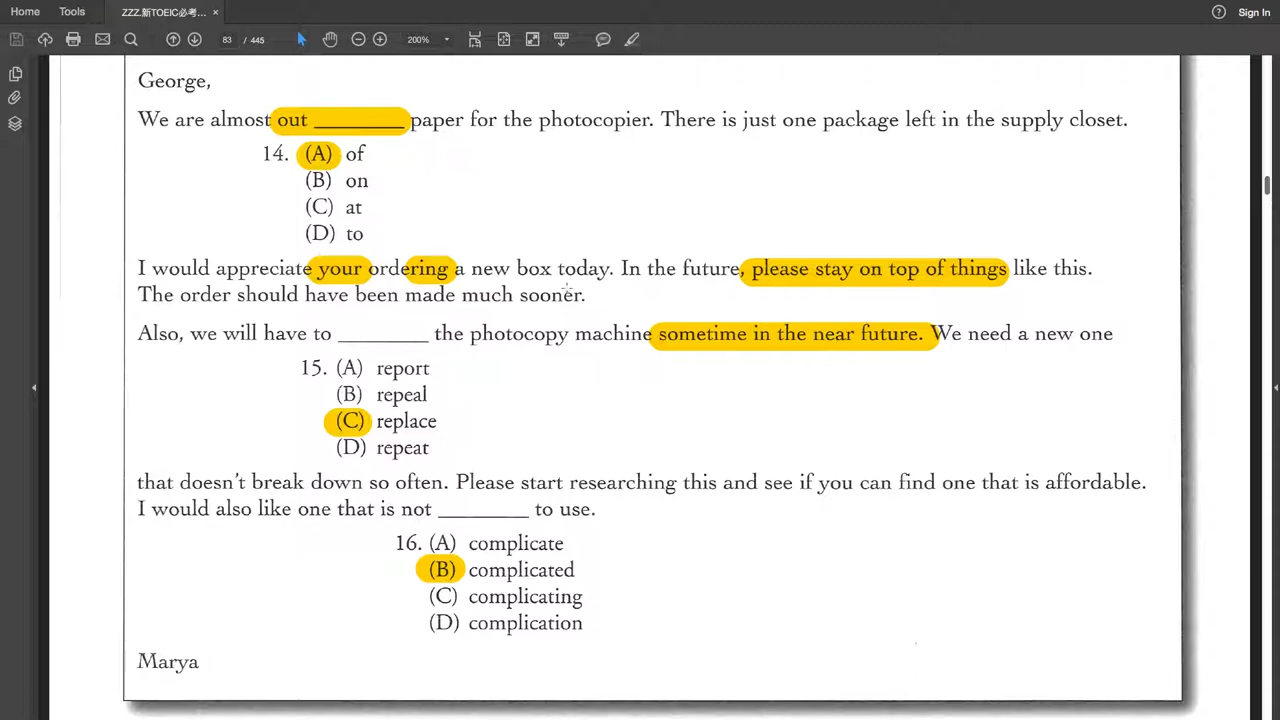 Home Tools ZZZ.新TOEIC必考... × ? Sign In
83 / 445 200%
George,
We are almost out ________ paper for the photocopier. There is just one package left in the supply closet.
14. (A) of
(B) on
(C) at
(D) to
I would appreciate your ordering a new box today. In the future, please stay on top of things like this.
The order should have been made much sooner.
Also, we will have to ________ the photocopy machine sometime in the near future. We need a new one
15. (A) report
(B) repeal
(C) replace
(D) repeat
that doesn't break down so often. Please start researching this and see if you can find one that is affordable.
I would also like one that is not ________ to use.
16. (A) complicate
(B) complicated
(C) complicating
(D) complication
Marya